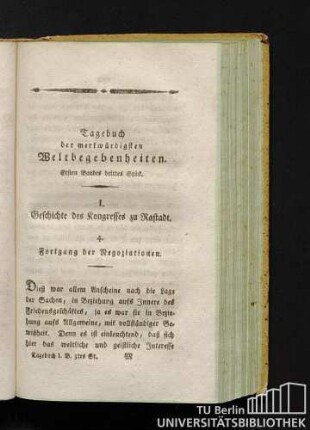 Tagebuch
der merkwürdigsten
Weltbegebenheiten.
Ersten Bandes drittes Stück.
I.
Geschichte des Kongresses zu Rastadt.
4.
Fortgang der Negoziationen.
Dieß war allem Anscheine nach die Lage
der Sachen, in Beziehung aufs Innere des
Friedensgeschäftes; ja es war sie in Bezie-
hung aufs Allgemeine, mit vollständiger Ge-
wißheit. Denn es ist einleuchtend, daß sich
hier das weltliche und geistliche Interesse
Tagebuch I. B. 3tes St. M
TU Berlin
UNIVERSITÄTSBIBLIOTHEK